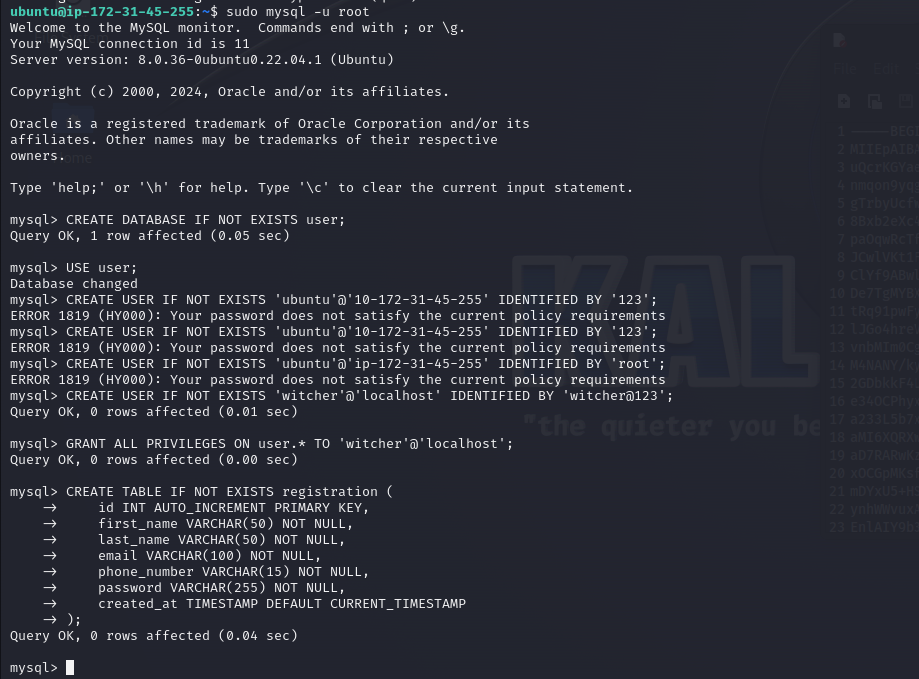 ubuntu@ip-172-31-45-255:~$ sudo mysql -u root
Welcome to the MySQL monitor.  Commands end with ; or \g.
Your MySQL connection id is 11
Server version: 8.0.36-0ubuntu0.22.04.1 (Ubuntu)

Copyright (c) 2000, 2024, Oracle and/or its affiliates.

Oracle is a registered trademark of Oracle Corporation and/or its
affiliates. Other names may be trademarks of their respective
owners.

Type 'help;' or '\h' for help. Type '\c' to clear the current input statement.

mysql> CREATE DATABASE IF NOT EXISTS user;
Query OK, 1 row affected (0.05 sec)

mysql> USE user;
Database changed
mysql> CREATE USER IF NOT EXISTS 'ubuntu'@'10-172-31-45-255' IDENTIFIED BY '123';
ERROR 1819 (HY000): Your password does not satisfy the current policy requirements
mysql> CREATE USER IF NOT EXISTS 'ubuntu'@'10-172-31-45-255' IDENTIFIED BY '123';
ERROR 1819 (HY000): Your password does not satisfy the current policy requirements
mysql> CREATE USER IF NOT EXISTS 'ubuntu'@'ip-172-31-45-255' IDENTIFIED BY 'root';
ERROR 1819 (HY000): Your password does not satisfy the current policy requirements
mysql> CREATE USER IF NOT EXISTS 'witcher'@'localhost' IDENTIFIED BY 'witcher@123';
Query OK, 0 rows affected (0.01 sec)

mysql> GRANT ALL PRIVILEGES ON user.* TO 'witcher'@'localhost';
Query OK, 0 rows affected (0.00 sec)

mysql> CREATE TABLE IF NOT EXISTS registration (
    ->     id INT AUTO_INCREMENT PRIMARY KEY,
    ->     first_name VARCHAR(50) NOT NULL,
    ->     last_name VARCHAR(50) NOT NULL,
    ->     email VARCHAR(100) NOT NULL,
    ->     phone_number VARCHAR(15) NOT NULL,
    ->     password VARCHAR(255) NOT NULL,
    ->     created_at TIMESTAMP DEFAULT CURRENT_TIMESTAMP
    -> );
Query OK, 0 rows affected (0.04 sec)

mysql>
KAL
"the quieter you be
File Edit